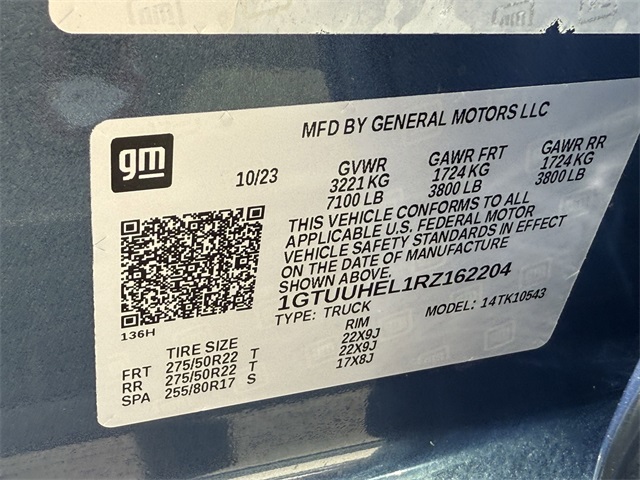 MFD BY GENERAL MOTORS LLC
gm
10/23
GVWR
3221 KG
7100 LB
GAWR FRT
1724 KG
3800 LB
GAWR RR
1724 KG
3800 LB
THIS VEHICLE CONFORMS TO ALL
APPLICABLE U.S. FEDERAL MOTOR
VEHICLE SAFETY STANDARDS IN EFFECT
ON THE DATE OF MANUFACTURE
SHOWN ABOVE.
1GTUUHEL1RZ162204
TYPE: TRUCK
MODEL: 14TK10543
136H
TIRE SIZE RIM
FRT 275/50R22 T 22X9J
RR 275/50R22 T 22X9J
SPA 255/80R17 S 17X8J